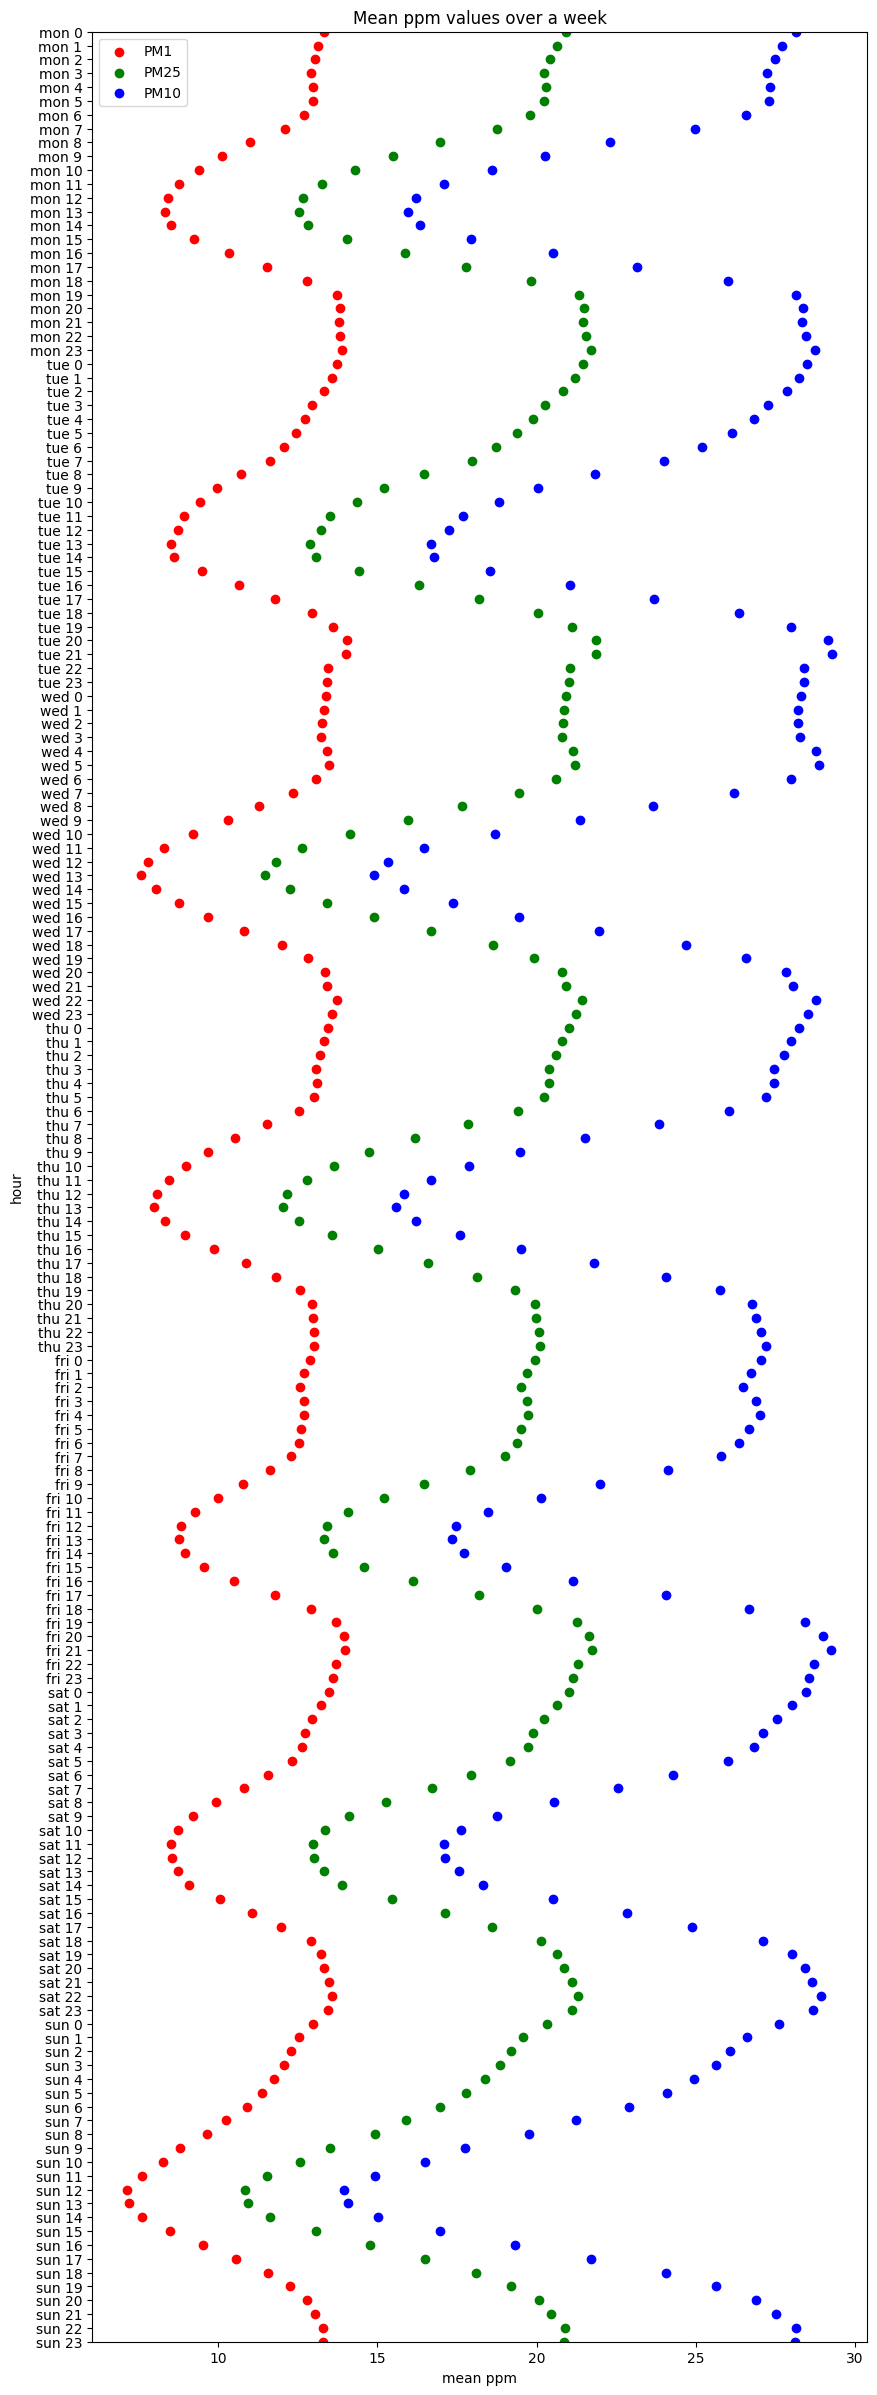 Mean ppm values over a week
PM1
PM25
PM10
mon 0
mon 1
mon 2
mon 3
mon 4
mon 5
mon 6
mon 7
mon 8
mon 9
mon 10
mon 11
mon 12
mon 13
mon 14
mon 15
mon 16
mon 17
mon 18
mon 19
mon 20
mon 21
mon 22
mon 23
tue 0
tue 1
tue 2
tue 3
tue 4
tue 5
tue 6
tue 7
tue 8
tue 9
tue 10
tue 11
tue 12
tue 13
tue 14
tue 15
tue 16
tue 17
tue 18
tue 19
tue 20
tue 21
tue 22
tue 23
wed 0
wed 1
wed 2
wed 3
wed 4
wed 5
wed 6
wed 7
wed 8
wed 9
wed 10
wed 11
wed 12
wed 13
wed 14
wed 15
wed 16
wed 17
wed 18
wed 19
wed 20
wed 21
wed 22
wed 23
thu 0
thu 1
thu 2
thu 3
thu 4
thu 5
thu 6
thu 7
thu 8
thu 9
thu 10
thu 11
thu 12
thu 13
thu 14
thu 15
thu 16
thu 17
thu 18
thu 19
thu 20
thu 21
thu 22
thu 23
fri 0
fri 1
fri 2
fri 3
fri 4
fri 5
fri 6
fri 7
fri 8
fri 9
fri 10
fri 11
fri 12
fri 13
fri 14
fri 15
fri 16
fri 17
fri 18
fri 19
fri 20
fri 21
fri 22
fri 23
sat 0
sat 1
sat 2
sat 3
sat 4
sat 5
sat 6
sat 7
sat 8
sat 9
sat 10
sat 11
sat 12
sat 13
sat 14
sat 15
sat 16
sat 17
sat 18
sat 19
sat 20
sat 21
sat 22
sat 23
sun 0
sun 1
sun 2
sun 3
sun 4
sun 5
sun 6
sun 7
sun 8
sun 9
sun 10
sun 11
sun 12
sun 13
sun 14
sun 15
sun 16
sun 17
sun 18
sun 19
sun 20
sun 21
sun 22
sun 23
hour
10 15 20 25 30
mean ppm